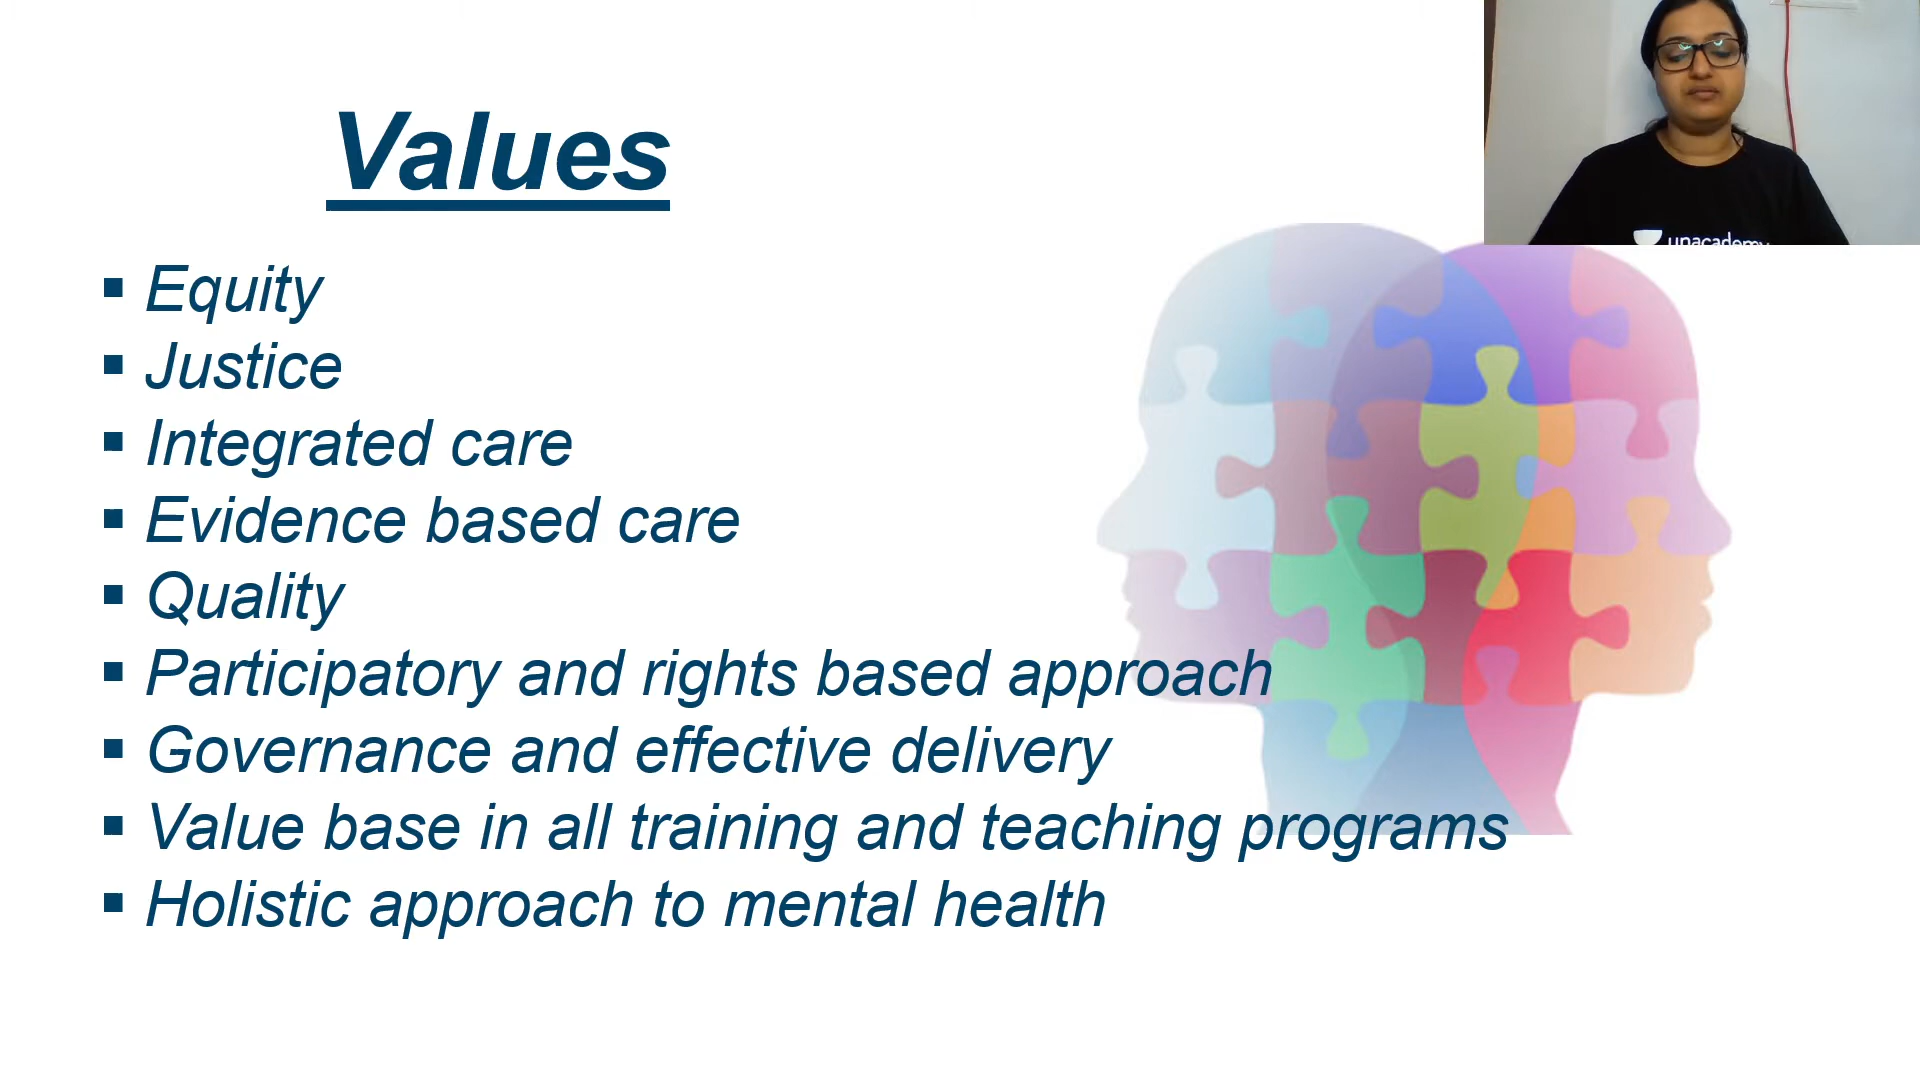 Values
▪ Equity
▪ Justice
▪ Integrated care
▪ Evidence based care
▪ Quality
▪ Participatory and rights based approach
▪ Governance and effective delivery
▪ Value base in all training and teaching programs
▪ Holistic approach to mental health
unacademy